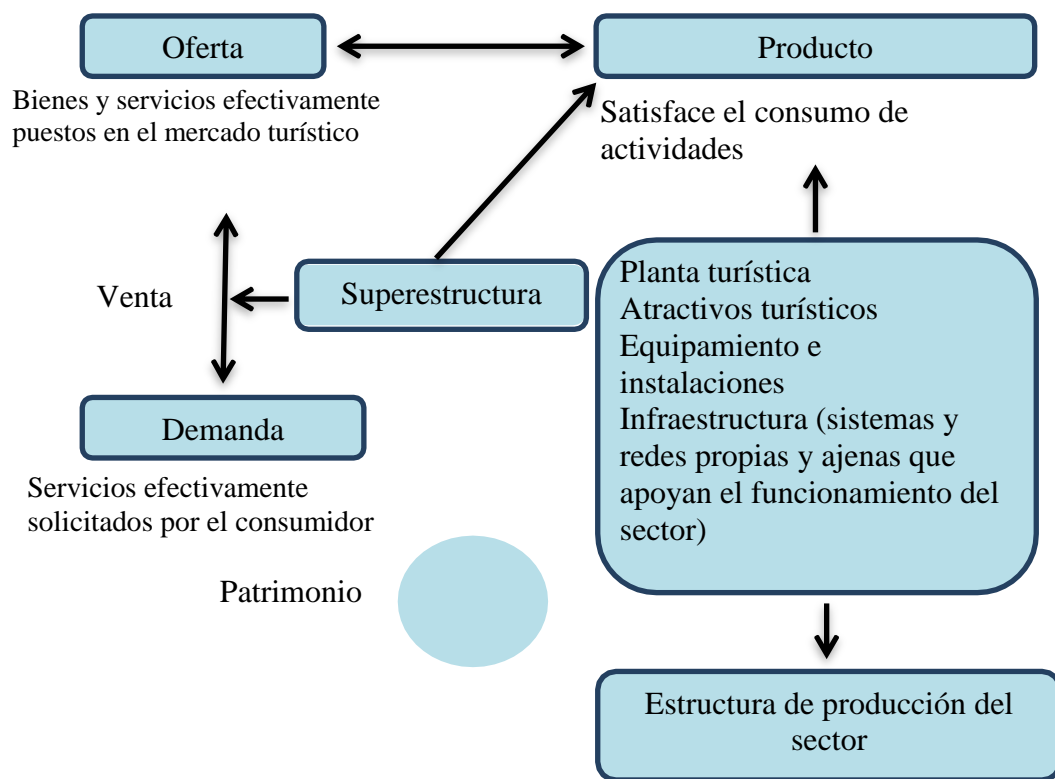 Oferta
Producto
Bienes y servicios efectivamente
puestos en el mercado turístico
Satisface el consumo de
actividades
Venta
Superestructura
Planta turística
Atractivos turísticos
Equipamiento e
instalaciones
Infraestructura (sistemas y
redes propias y ajenas que
apoyan el funcionamiento del
sector)
Demanda
Servicios efectivamente
solicitados por el consumidor
Patrimonio
Estructura de producción del
sector